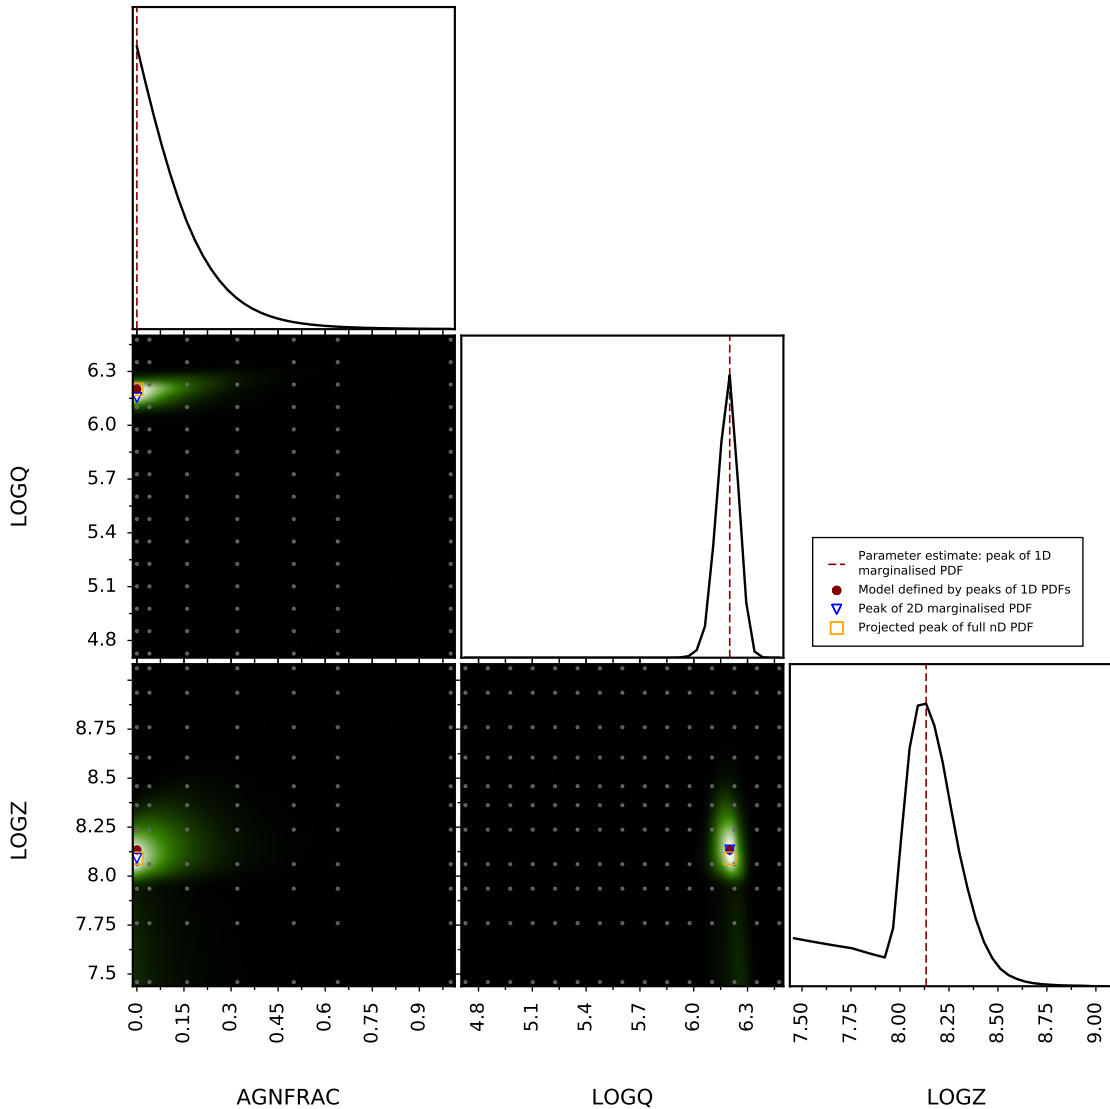 6.3
6.0
5.7
5.4
5.1
4.8
LOGQ
Parameter estimate: peak of 1D
marginalised PDF
Model defined by peaks of 1D PDFs
Peak of 2D marginalised PDF
Projected peak of full nD PDF
8.75
8.5
8.25
8.0
7.75
7.5
LOGZ
0.0 0.15 0.3 0.45 0.6 0.75 0.9
4.8 5.1 5.4 5.7 6.0 6.3
7.50 7.75 8.00 8.25 8.50 8.75 9.00
AGNFRAC
LOGQ
LOGZ